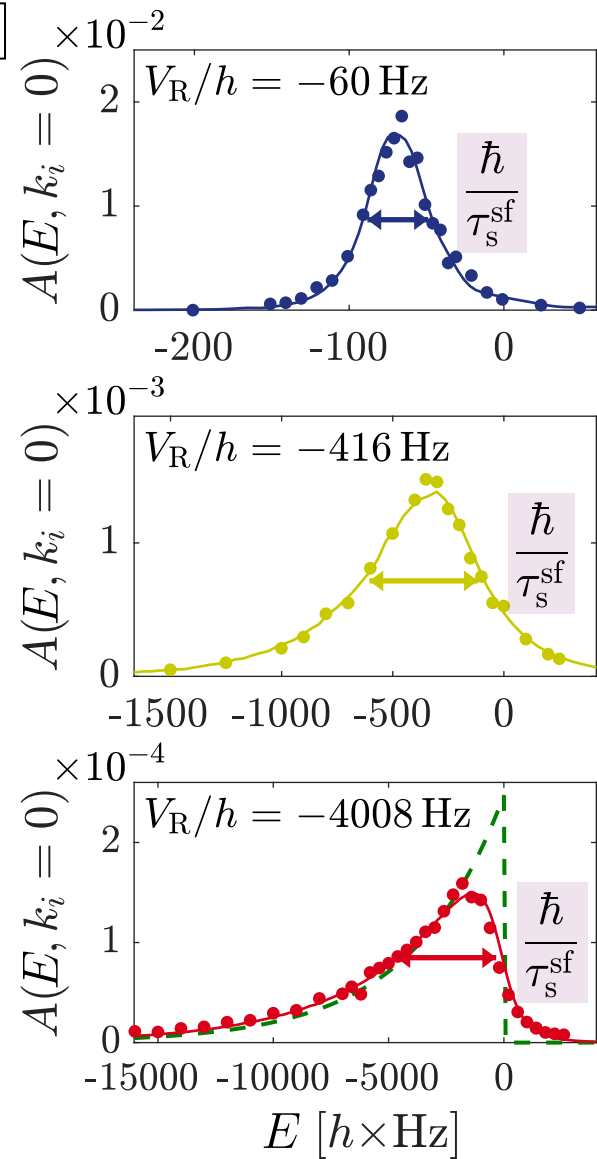 ×10⁻²
V_R/h = −60 Hz
A(E, k_i = 0)
2
1
0
ħ/τ_s^sf
-200 -100 0
×10⁻³
V_R/h = −416 Hz
A(E, k_i = 0)
1
0
ħ/τ_s^sf
-1500 -1000 -500 0
×10⁻⁴
V_R/h = −4008 Hz
A(E, k_i = 0)
2
1
0
ħ/τ_s^sf
-15000 -10000 -5000 0
E [h×Hz]